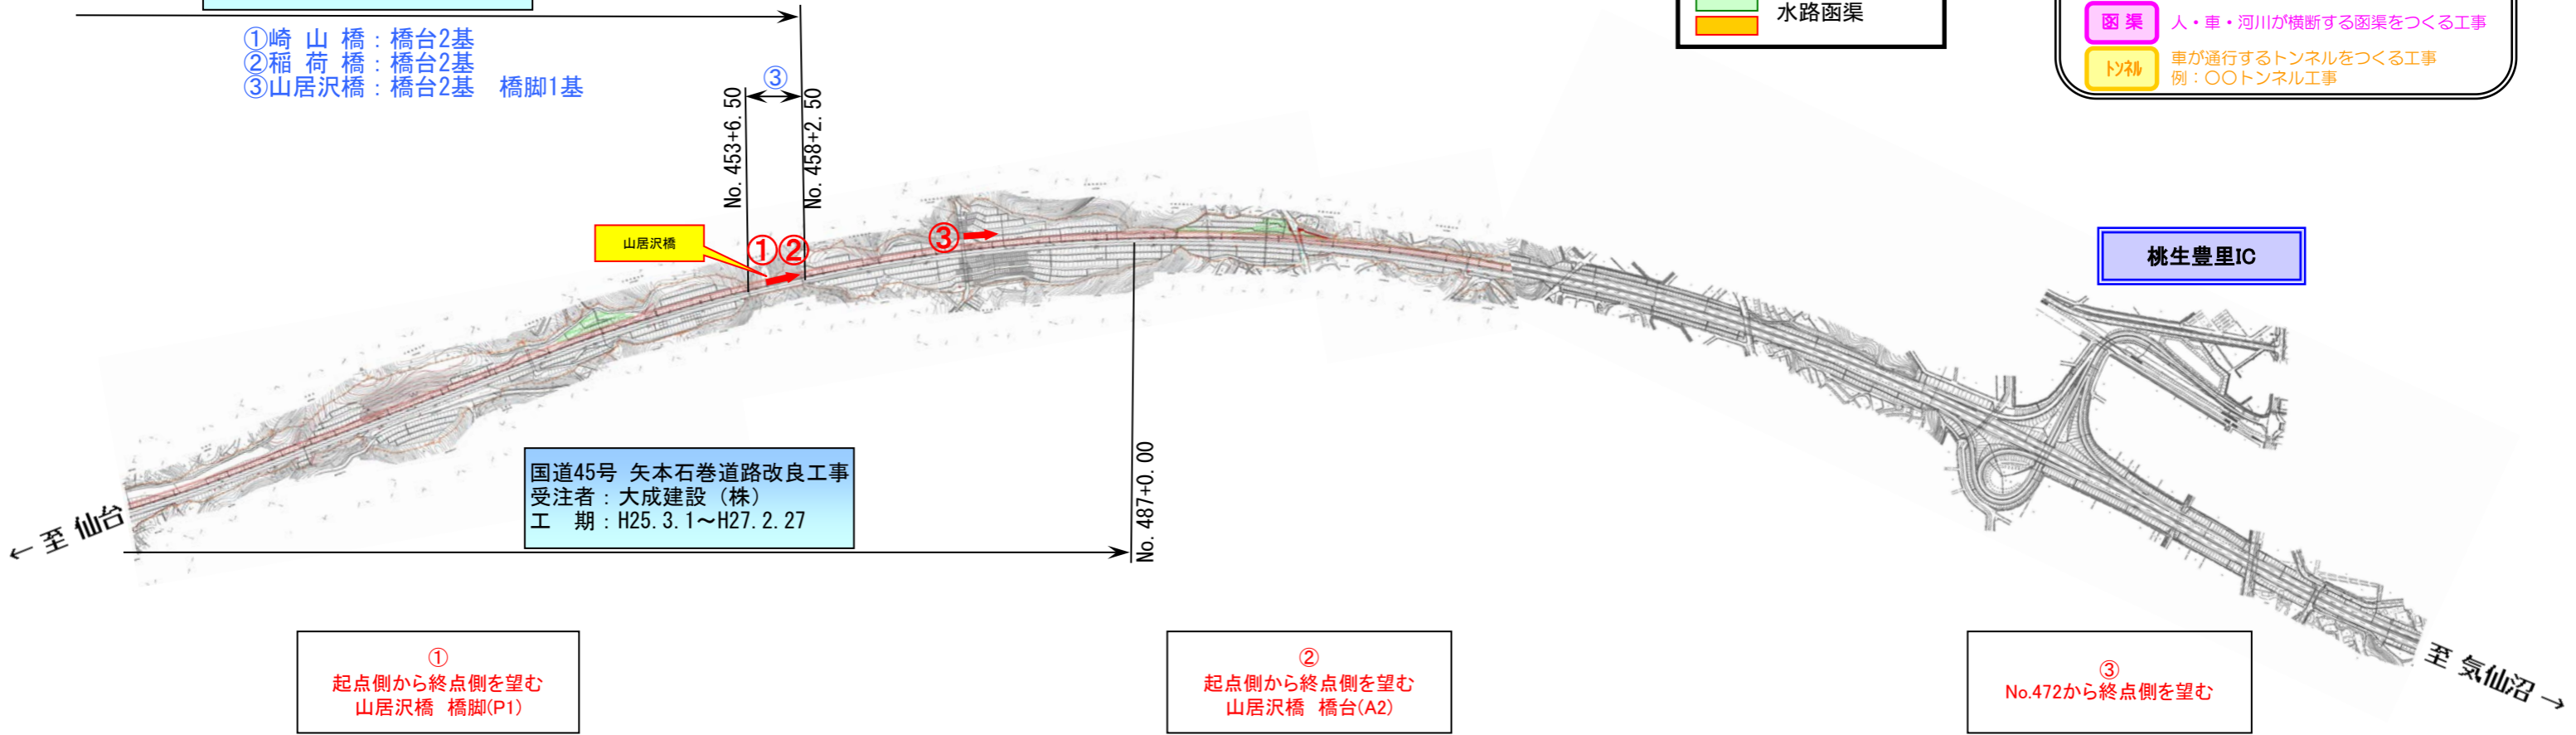 ①崎 山 橋：橋台2基
②稲 荷 橋：橋台2基
③山居沢橋：橋台2基　橋脚1基
水路函渠
函 渠　人・車・河川が横断する函渠をつくる工事
トンネル　車が通行するトンネルをつくる工事
例：〇〇トンネル工事
③
No. 453+6. 50
No. 458+2. 50
山居沢橋
①②
③
桃生豊里IC
国道45号 矢本石巻道路改良工事
受注者：大成建設（株）
工　期：H25. 3. 1～H27. 2. 27
No. 487+0. 00
← 至 仙台
至 気仙沼 →
①
起点側から終点側を望む
山居沢橋　橋脚(P1)
②
起点側から終点側を望む
山居沢橋　橋台(A2)
③
No.472から終点側を望む